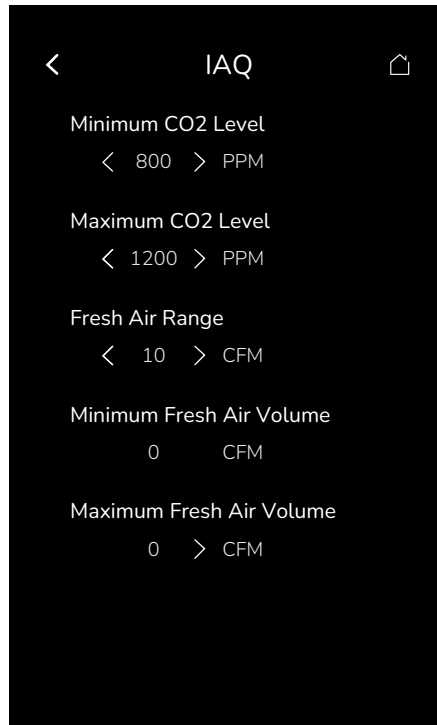 IAQ
Minimum CO2 Level
800 PPM
Maximum CO2 Level
1200 PPM
Fresh Air Range
10 CFM
Minimum Fresh Air Volume
0 CFM
Maximum Fresh Air Volume
0 CFM